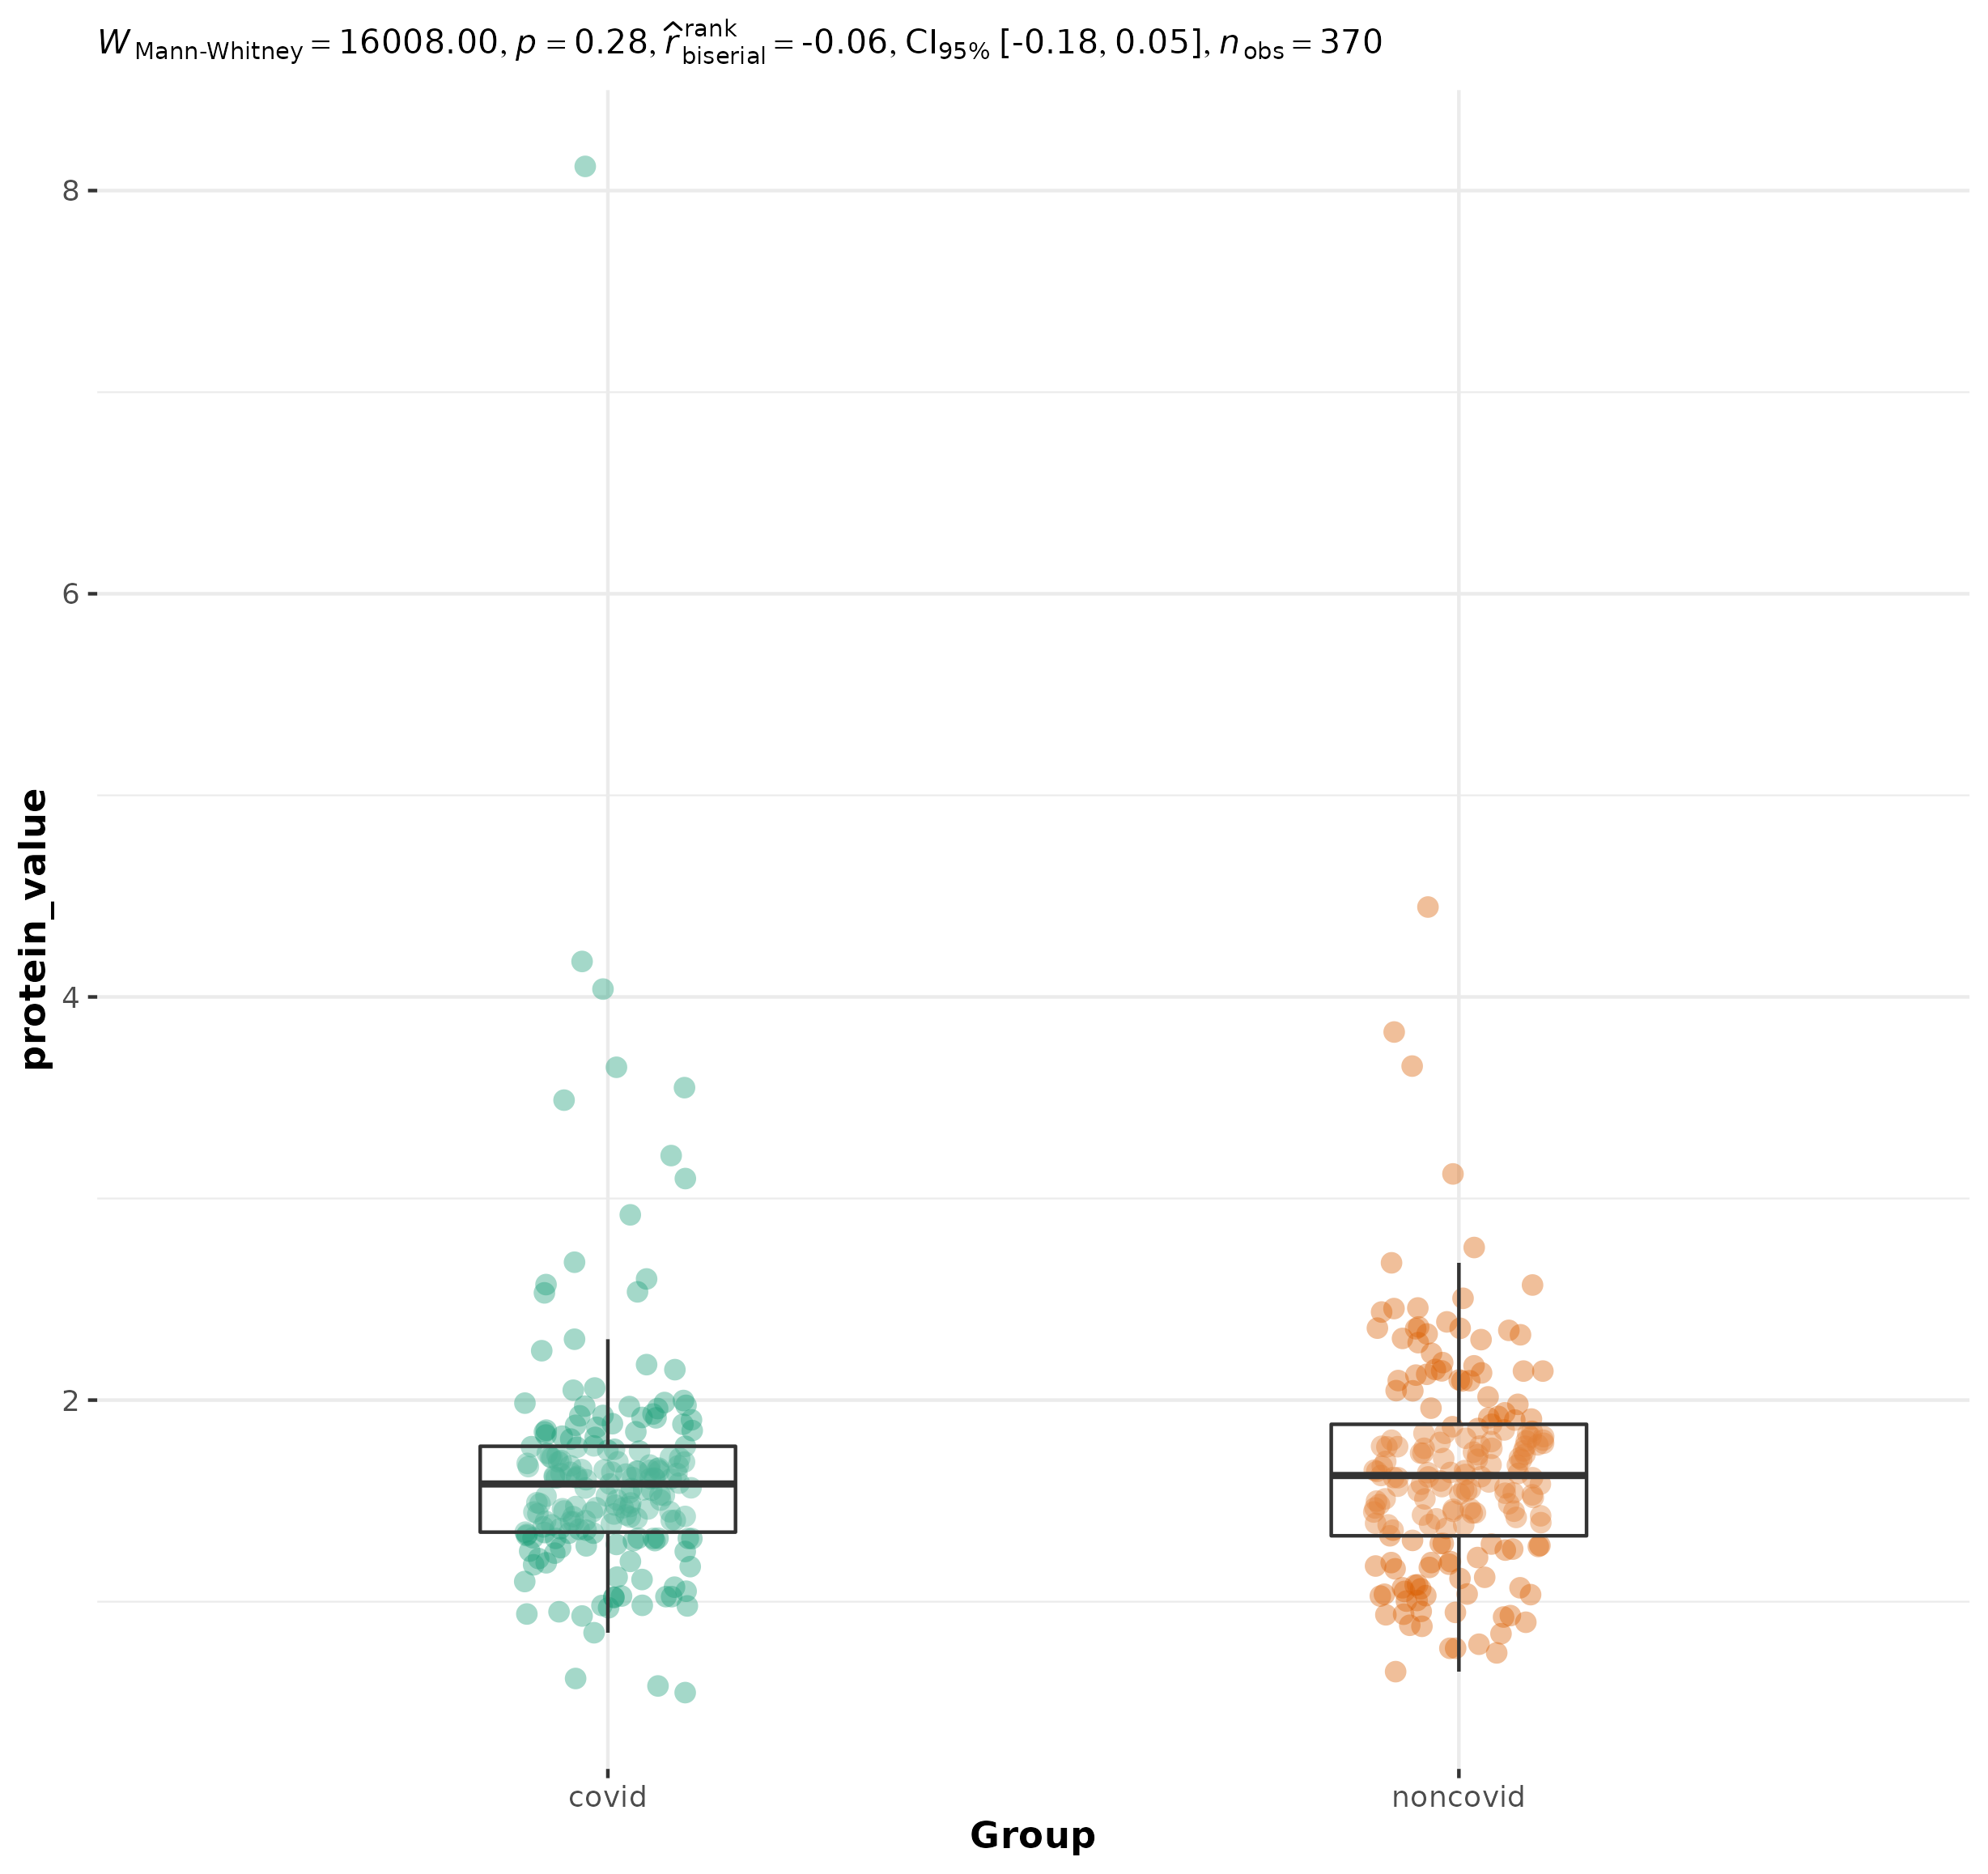 W Mann-Whitney = 16008.00, p = 0.28, r̂ rank biserial = -0.06, CI95% [-0.18, 0.05], n obs = 370
8
6
4
2
protein_value
covid noncovid
Group